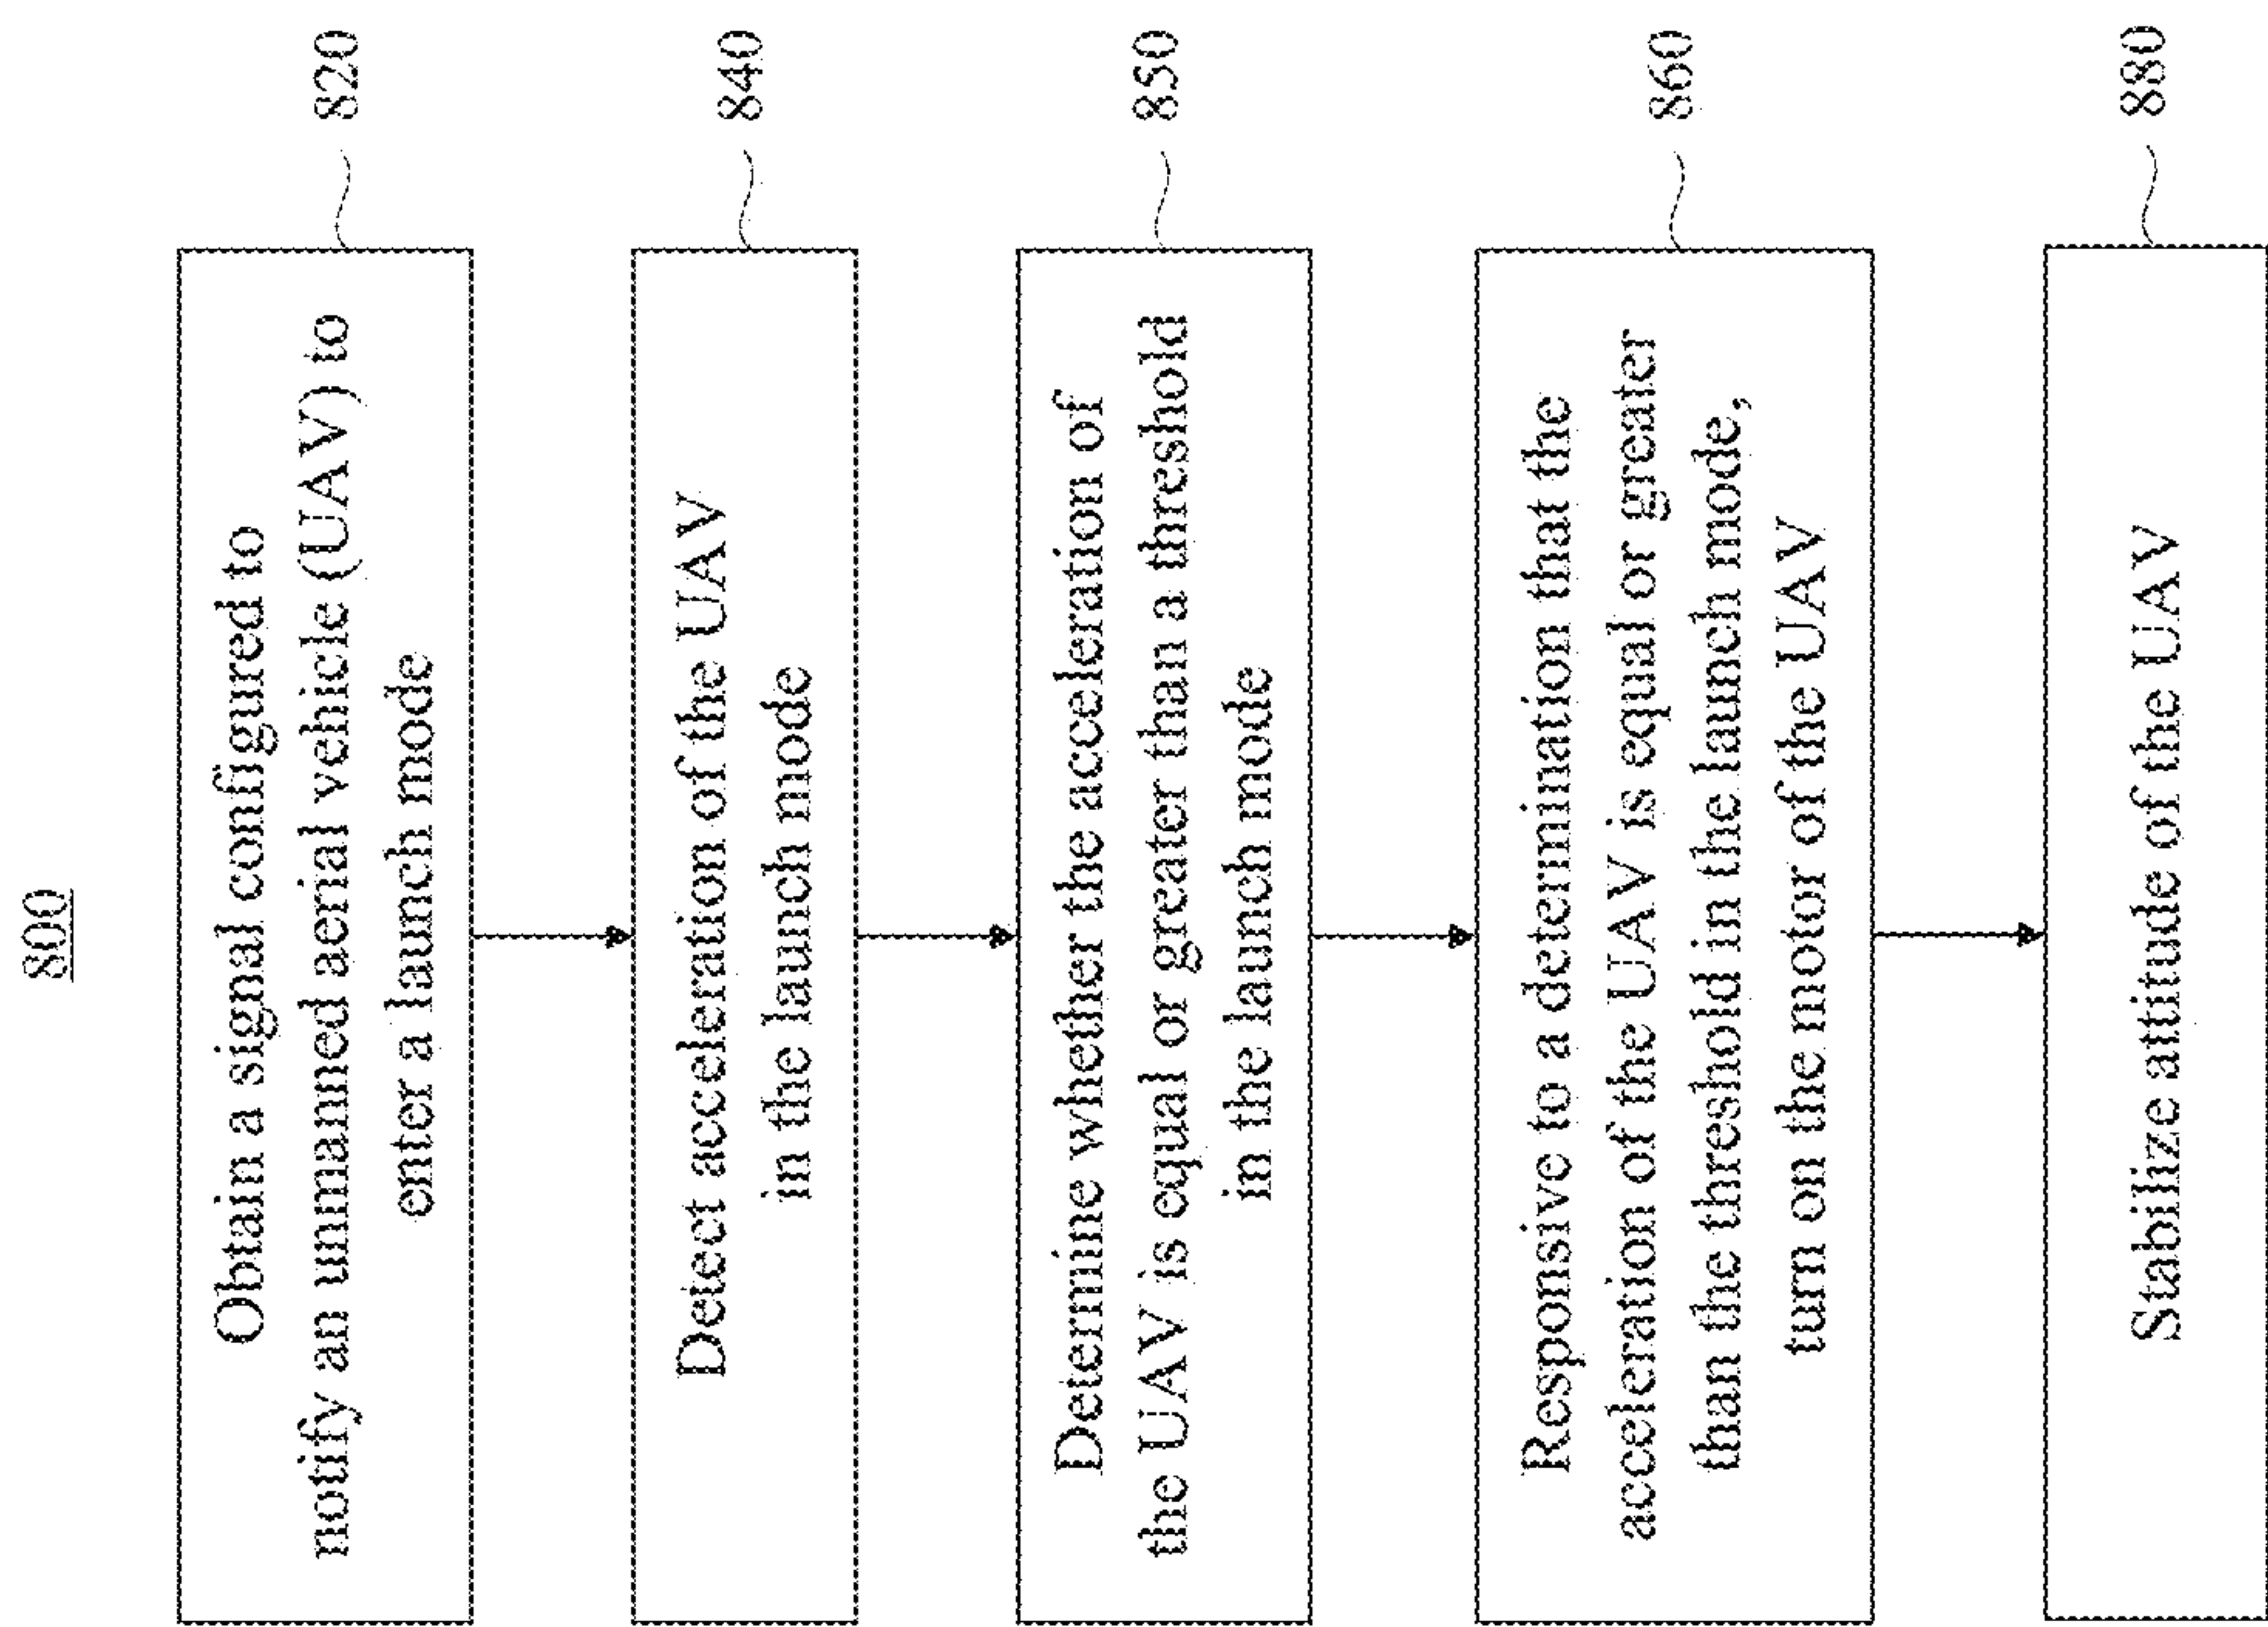 800
Obtain a signal configured to
notify an unmanned aerial vehicle (UAV) to
enter a launch mode
820
Detect acceleration of the UAV
in the launch mode
840
Determine whether the acceleration of
the UAV is equal or greater than a threshold
in the launch mode
850
Responsive to a determination that the
acceleration of the UAV is equal or greater
than the threshold in the launch mode,
turn on the motor of the UAV
860
Stabilize attitude of the UAV
880